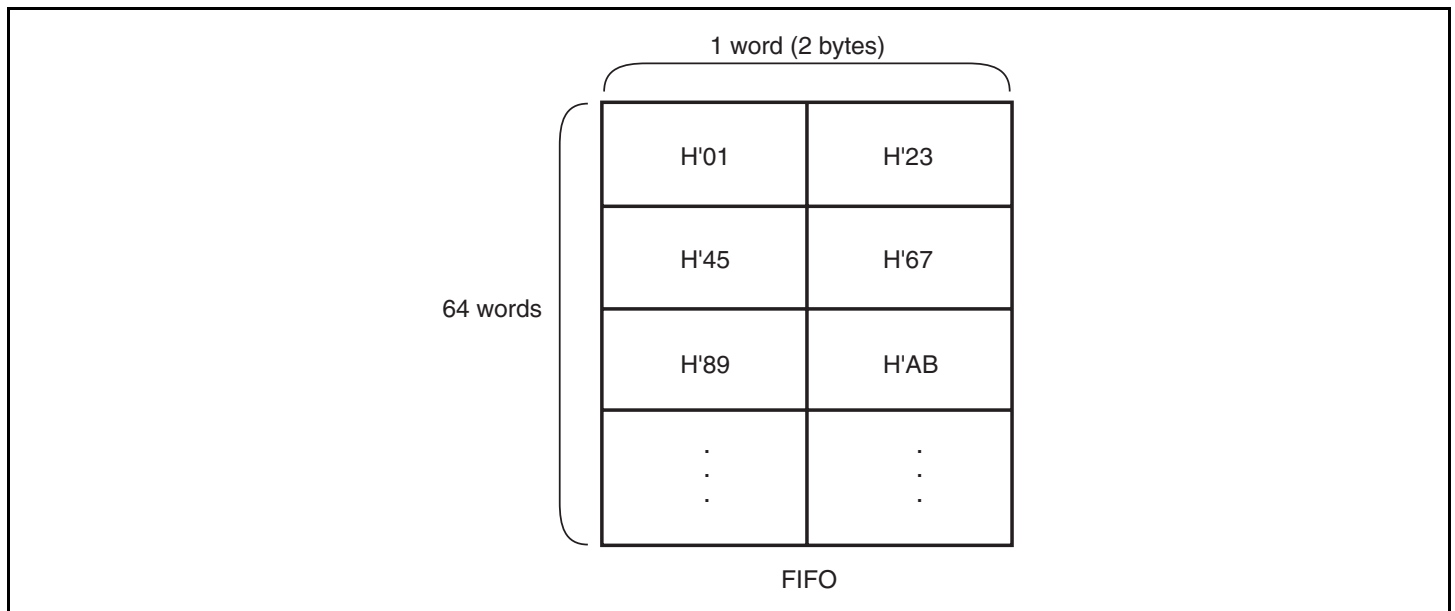 1 word (2 bytes)
H'01 H'23
H'45 H'67
64 words
H'89 H'AB
. .
. .
. .
FIFO